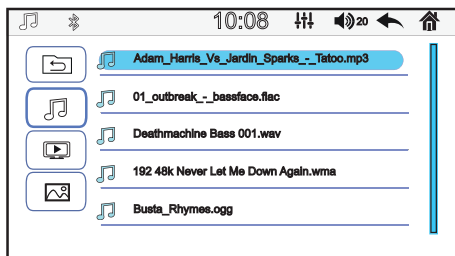 10:08
20
Adam_Harris_Vs_Jardin_Sparks_-_Tatoo.mp3
01_outbreak_-_bassface.flac
Deathmachine Bass 001.wav
192 48k Never Let Me Down Again.wma
Busta_Rhymes.ogg